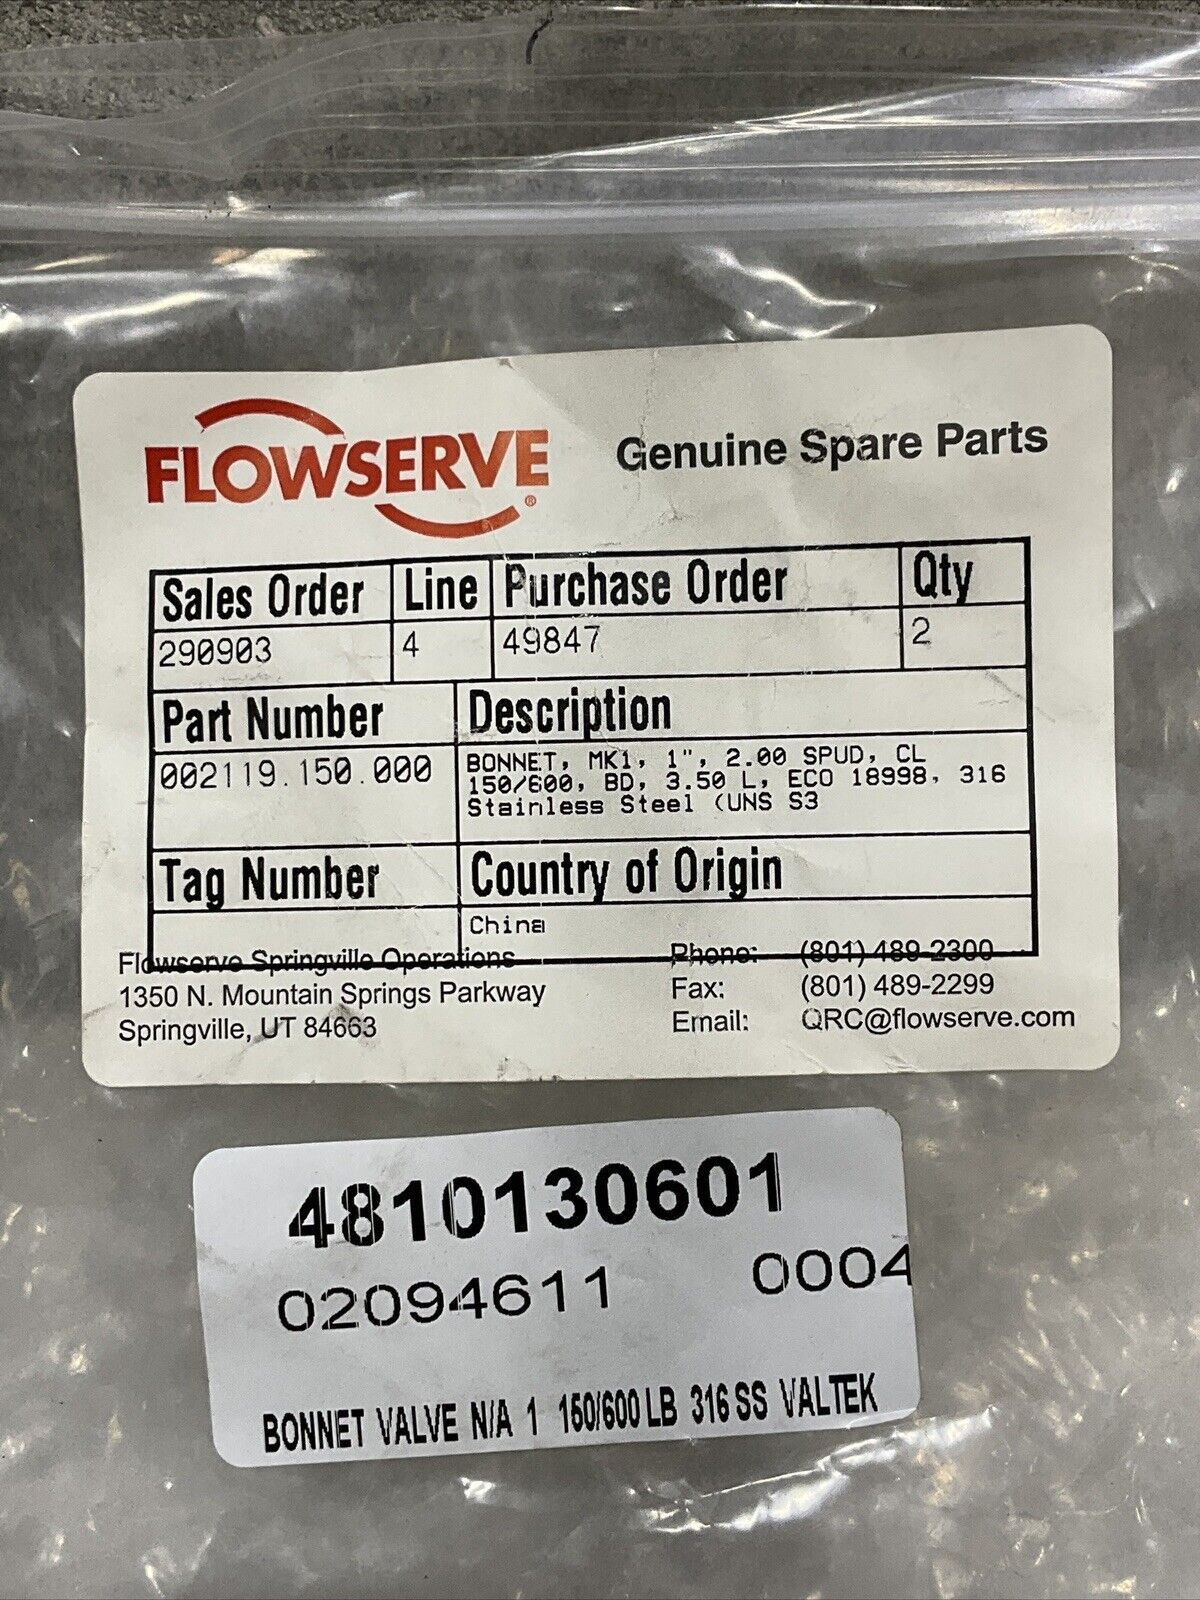 FLOWSERVE®
Genuine Spare Parts
Sales Order Line Purchase Order Qty
290903 4 49847 2
Part Number Description
002119.150.000 BONNET, MK1, 1", 2.00 SPUD, CL
150/600, BD, 3.50 L, ECO 18998, 316
Stainless Steel (UNS S3
Tag Number Country of Origin
China
Flowserve Springville Operations Phone: (801) 489-2300
1350 N. Mountain Springs Parkway Fax: (801) 489-2299
Springville, UT 84663 Email: QRC@flowserve.com
4810130601
02094611 0004
BONNET VALVE N/A 1 150/600 LB 316 SS VALTEK